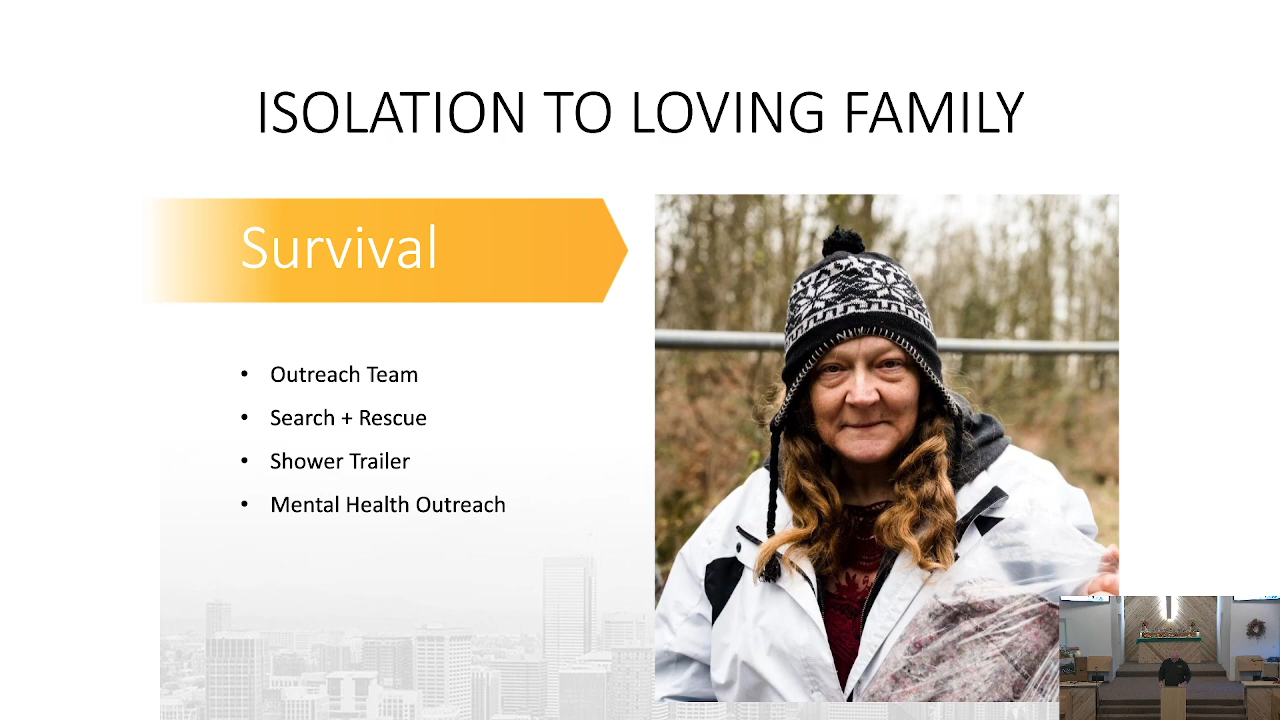 ISOLATION TO LOVING FAMILY
Survival
• Outreach Team
• Search + Rescue
• Shower Trailer
• Mental Health Outreach